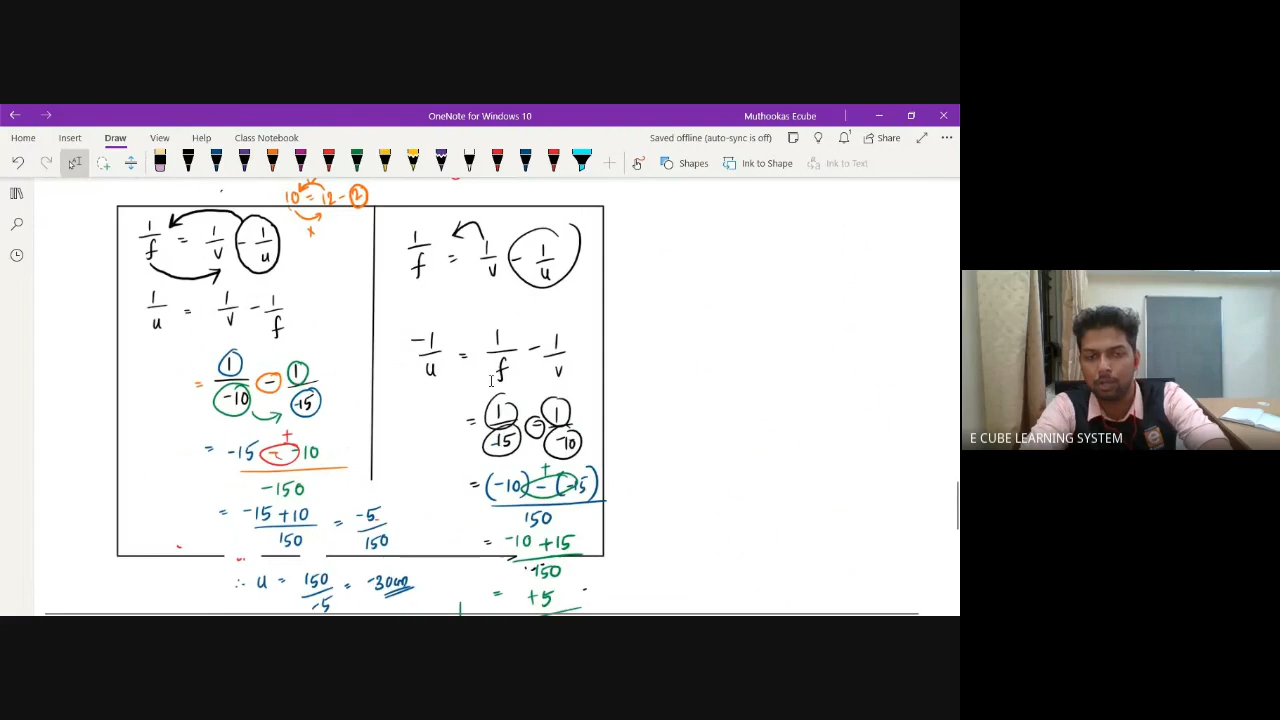 OneNote for Windows 10
Muthookas Ecube
Home Insert Draw View Help Class Notebook
Saved offline (auto-sync is off)
Share
Shapes
Ink to Shape
Ink to Text
10 = 12 - 2
x
1/f = 1/v - 1/u
1/u = 1/v - 1/f
= 1/-10 - 1/-15
+
= -15 - -10 / -150
= -15 + 10 / 150 = -5/150
∴ u = 150/-5 =
1/f = 1/v - 1/u
-1/u = 1/f - 1/v
= 1/-15 - 1/-10
+
= (-10) - (-15) / 150
= -10 + 15 / 150
= +5
1
E CUBE LEARNING SYSTEM